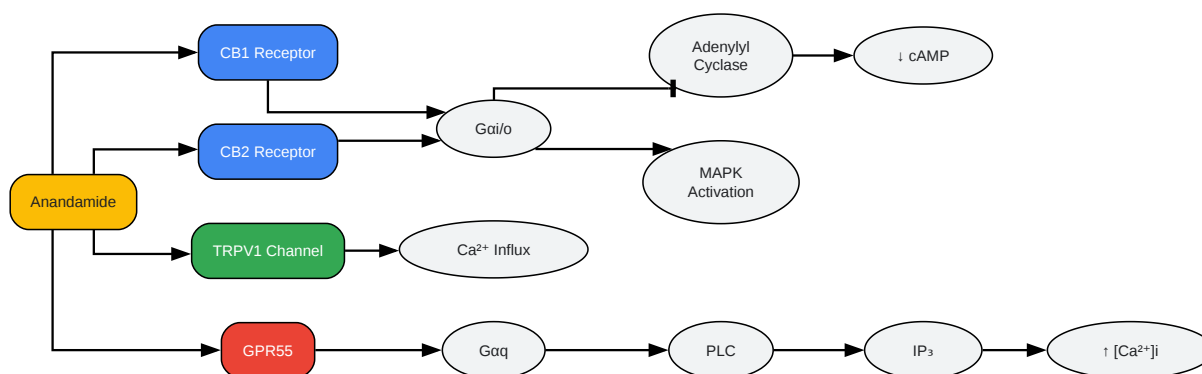 CB1 Receptor
Adenylyl
Cyclase
↓ cAMP
Gαi/o
CB2 Receptor
MAPK
Activation
Anandamide
TRPV1 Channel
Ca²⁺ Influx
GPR55
Gαq
PLC
IP₃
↑ [Ca²⁺]i